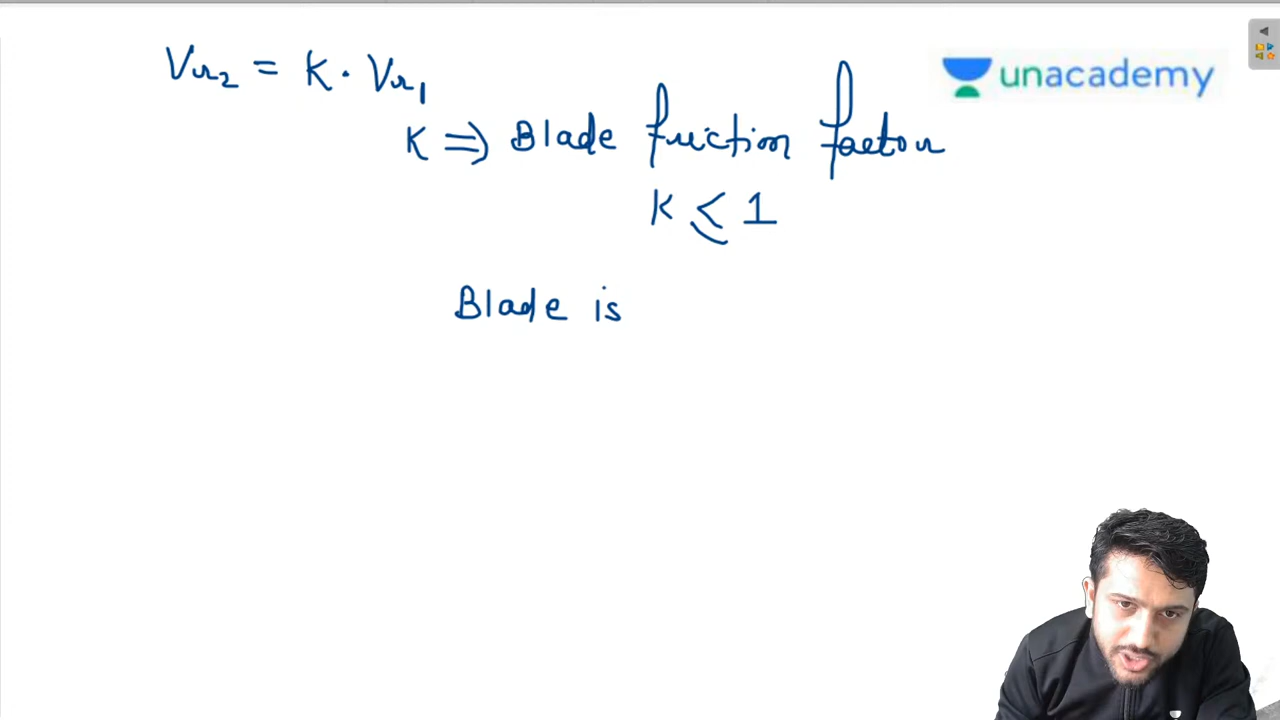 Vr₂ = K · Vr₁
unacademy
K ⇒ Blade friction factor
K ≤ 1
Blade is